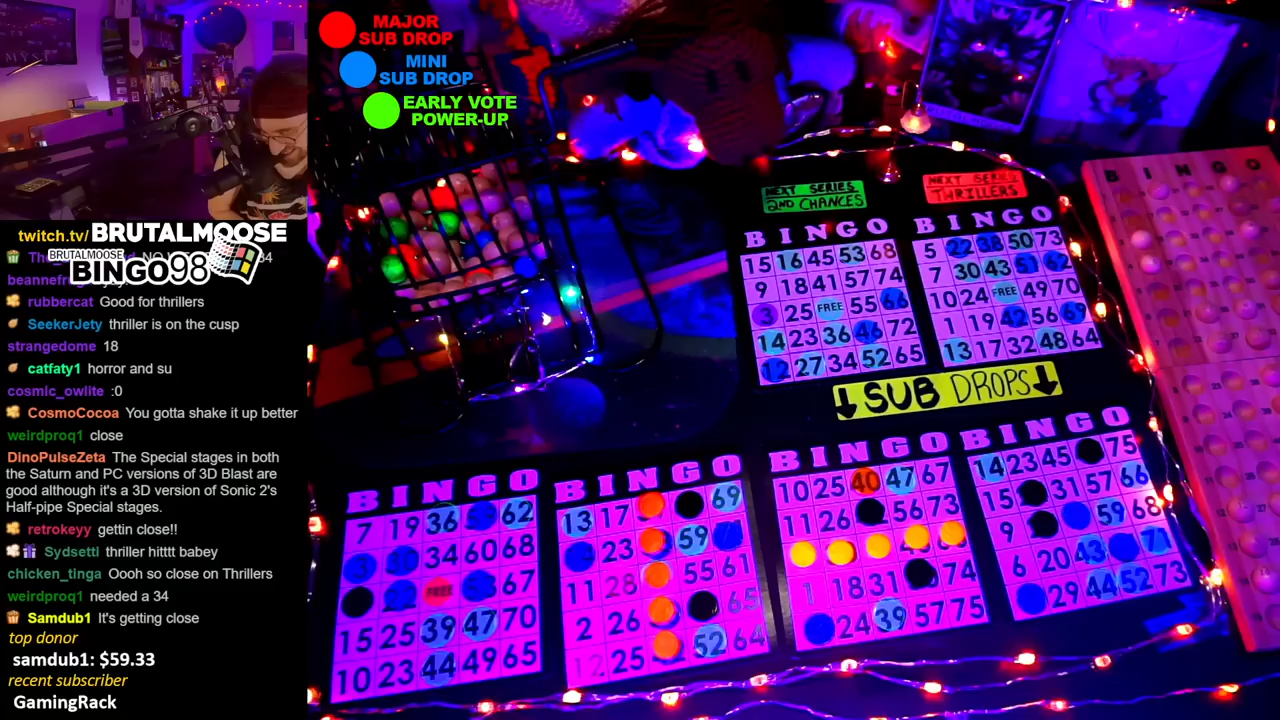 MYST
twitch.tv/BRUTALMOOSE
BRUTALMOOSE
BINGO98
beannefre
rubbercat Good for thrillers
SeekerJety thriller is on the cusp
strangedome 18
catfaty1 horror and su
cosmic_owlite :0
CosmoCocoa You gotta shake it up better
weirdproq1 close
DinoPulseZeta The Special stages in both
the Saturn and PC versions of 3D Blast are
good although it's a 3D version of Sonic 2's
Half-pipe Special stages.
retrokeyy gettin close!!
Sydsetti thriller hitttt babey
chicken_tinga Oooh so close on Thrillers
weirdproq1 needed a 34
Samdub1 It's getting close
top donor
samdub1: $59.33
recent subscriber
GamingRack
MAJOR
SUB DROP
MINI
SUB DROP
EARLY VOTE
POWER-UP
NEXT SERIES
2ND CHANCES
BINGO
15 16 45 53 68
9 18 41 57 74
3 25 FREE 55 66
14 23 36 46 72
12 27 34 52 65
NEXT SERIES
THRILLERS
BINGO
5 22 38 50 73
7 30 43 51 62
10 24 FREE 49 70
1 19 42 56 69
13 17 32 48 64
SUB DROPS
BINGO
7 19 36 62
3 30 34 60 68
FREE 67
15 25 39 47 70
10 23 44 49 65
BINGO
13 17 69
23 59
11 28 55 61
2 26 65
12 25 52 64
BINGO
10 25 40 47 67
11 26 56 73
1 18 31 74
24 39 57 75
BINGO
14 23 45 75
15 31 57 66
9 59 68
6 20 43 71
29 44 52 73
BINGO